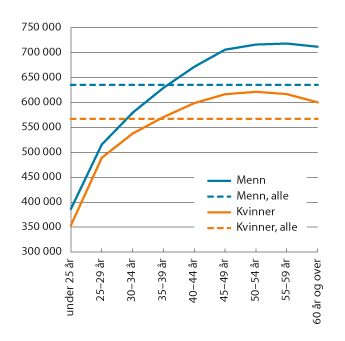 750 000
700 000
650 000
600 000
550 000
500 000
450 000
400 000
350 000
300 000
Menn
Menn, alle
Kvinner
Kvinner, alle
under 25 år
25–29 år
30–34 år
35–39 år
40–44 år
45–49 år
50–54 år
55–59 år
60 år og over